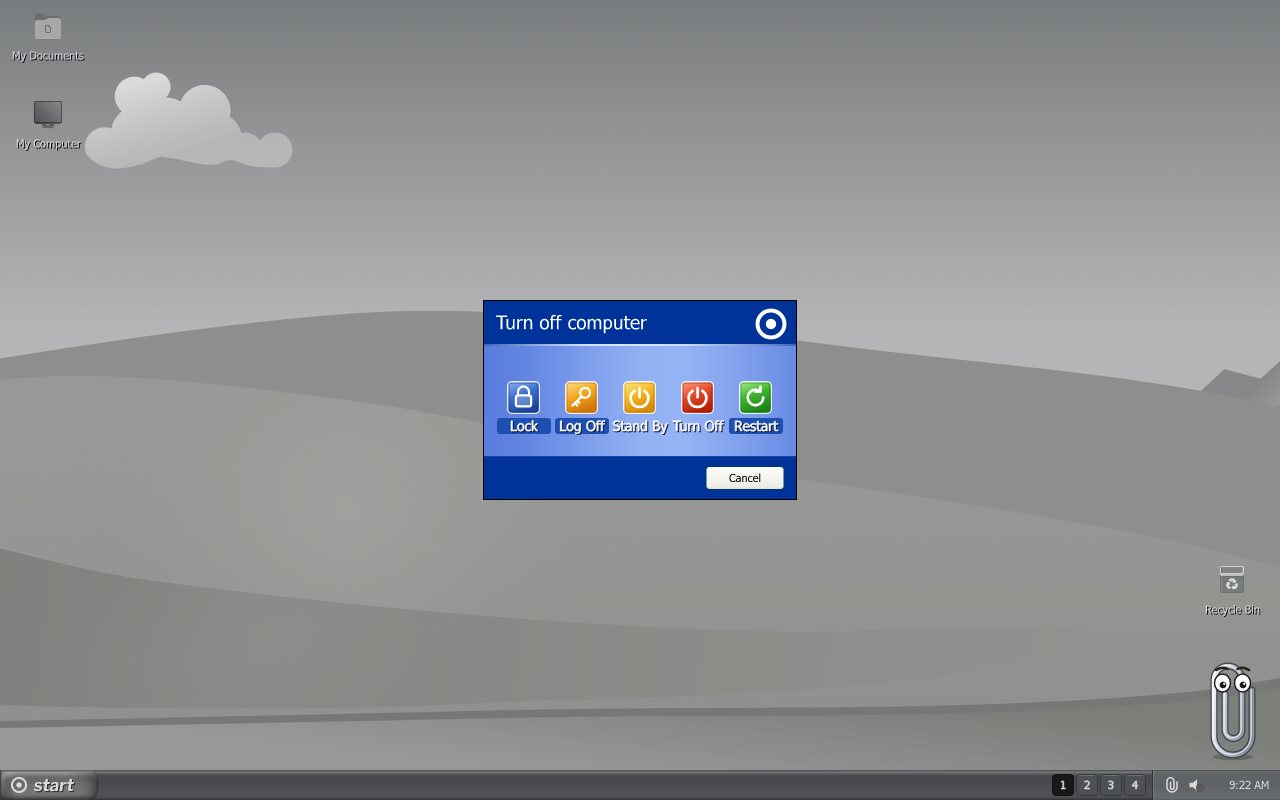 My Documents
My Computer
Turn off computer
Lock Log Off Stand By Turn Off Restart
Cancel
Recycle Bin
start 1 2 3 4 9:22 AM